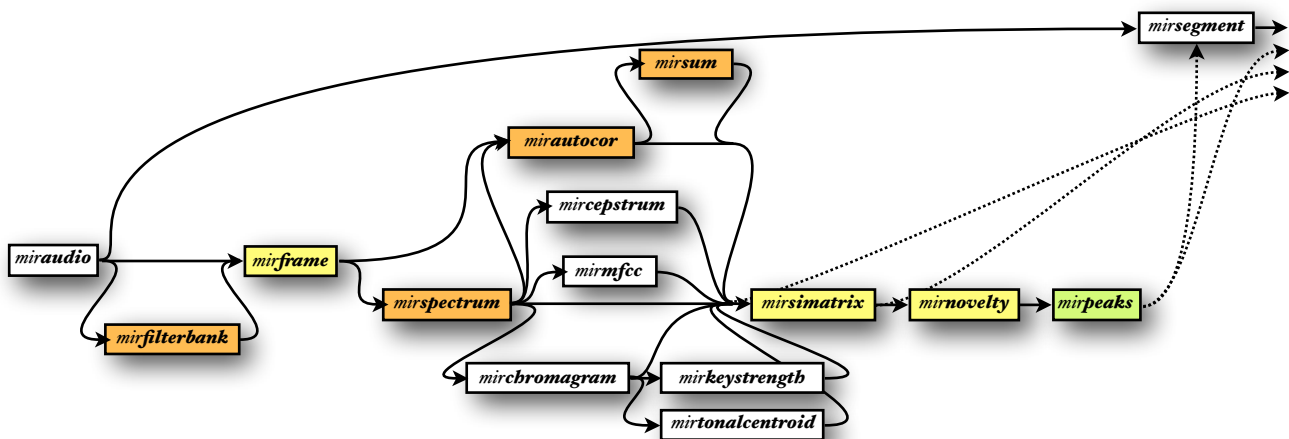 mirsegment
mirsum
mirautocor
mircepstrum
miraudio
mirframe
mirmfcc
mirspectrum
mirsimatrix
mirnovelty
mirpeaks
mirfilterbank
mirchromagram
mirkeystrength
mirtonalcentroid